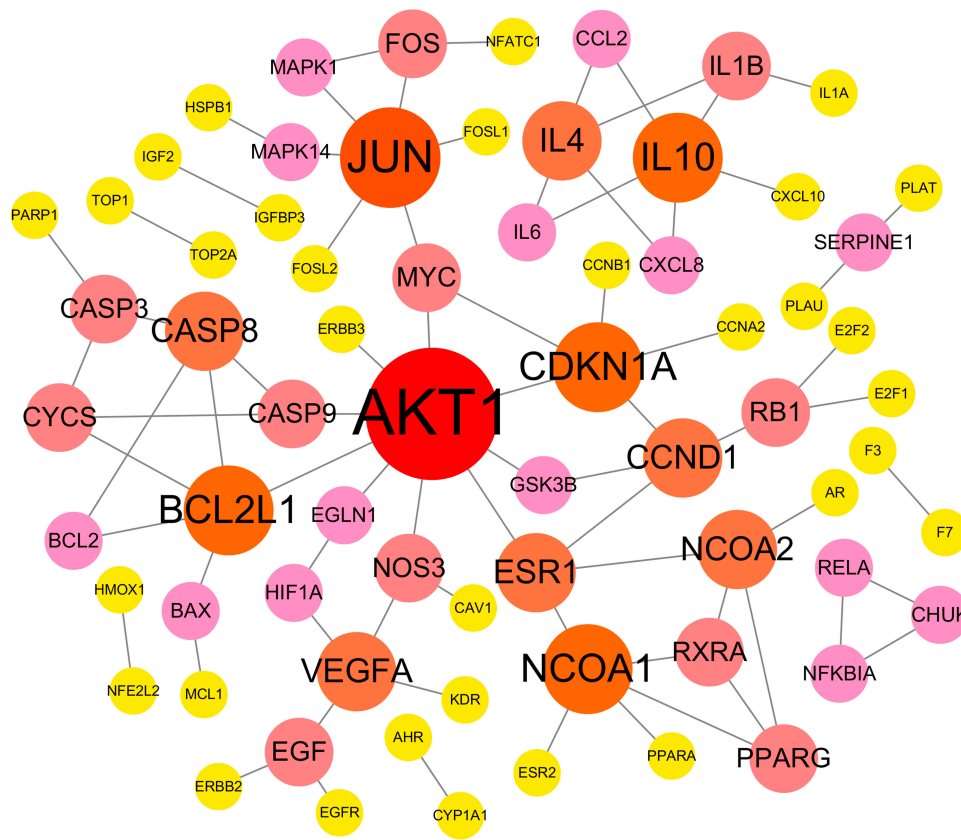 FOS
NFATC1
CCL2
MAPK1
IL1B
IL1A
HSPB1
FOSL1
IL4
MAPK14
JUN
IL10
IGF2
PLAT
TOP1
CXCL10
IGFBP3
PARP1
IL6
SERPINE1
TOP2A
FOSL2
MYC
CXCL8
CCNB1
PLAU
CASP3
CASP8
ERBB3
CCNA2
E2F2
CDKN1A
E2F1
CYCS
CASP9
AKT1
RB1
CCND1
F3
GSK3B
AR
BCL2L1
EGLN1
F7
BCL2
NCOA2
NOS3
ESR1
RELA
HMOX1
HIF1A
BAX
CAV1
CHUK
RXRA
VEGFA
NCOA1
NFKBIA
NFE2L2
MCL1
KDR
AHR
EGF
PPARA
PPARG
ESR2
ERBB2
EGFR
CYP1A1